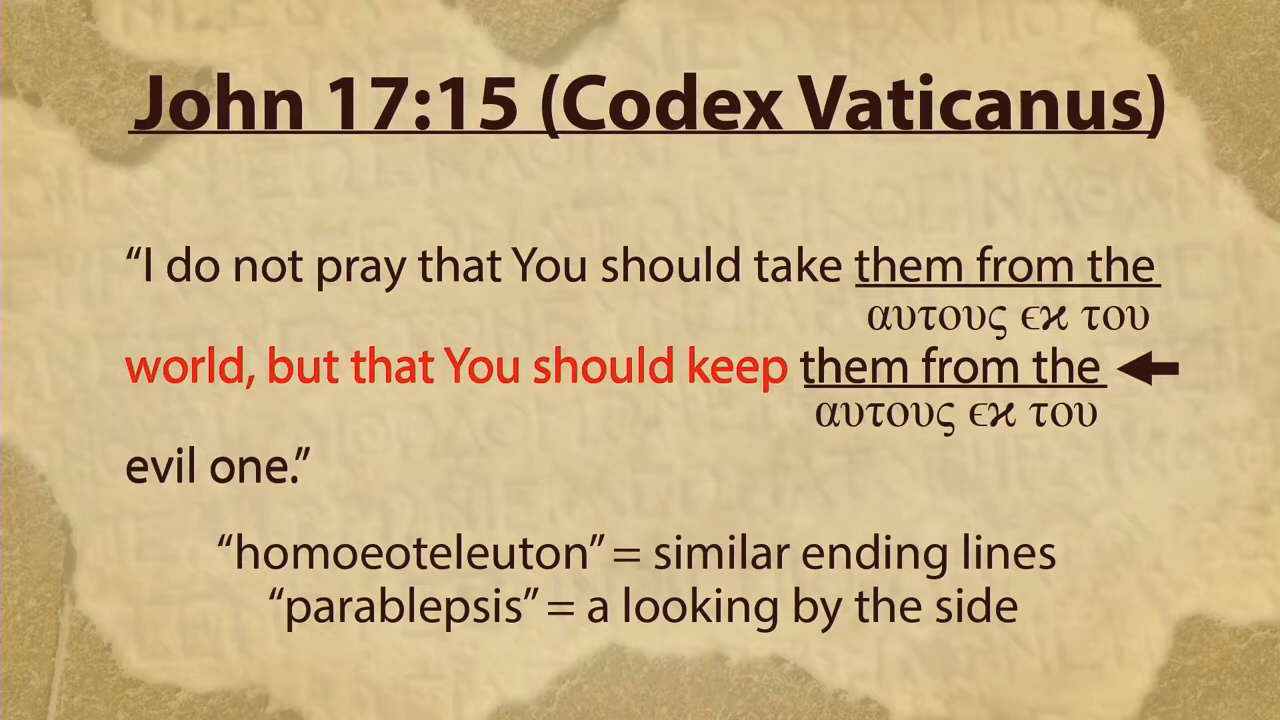 John 17:15 (Codex Vaticanus)
“I do not pray that You should take them from the
αυτους εκ του
world, but that You should keep them from the
αυτους εκ του
evil one.”
“homoeoteleuton” = similar ending lines
“parablepsis” = a looking by the side